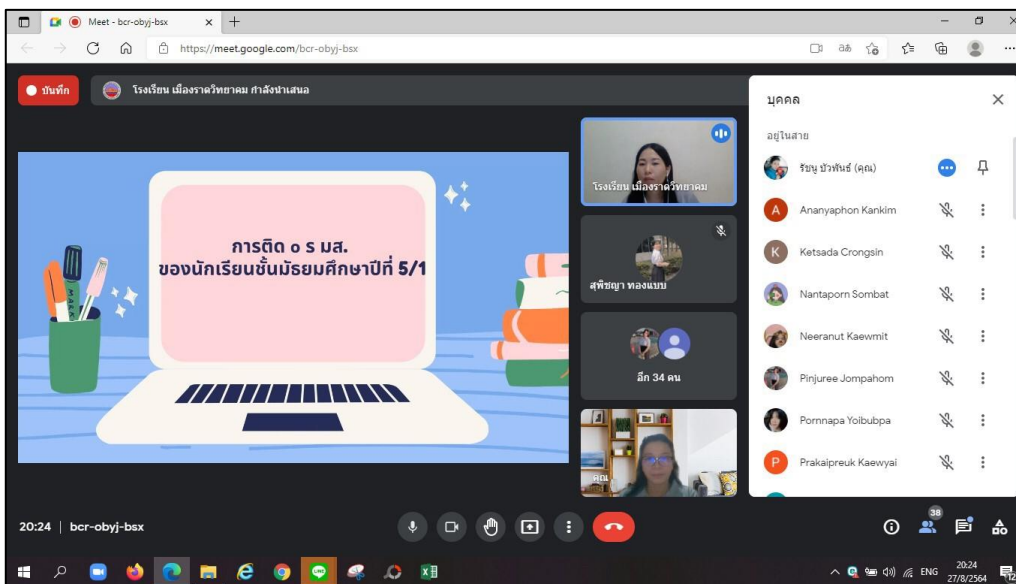 Meet - bcr-obyj-bsx
https://meet.google.com/bcr-obyj-bsx
บันทึก
โรงเรียน เมืองราดวิทยาคม กำลังนำเสนอ
การติด ๐ ร มส.
ของนักเรียนชั้นมัธยมศึกษาปีที่ 5/1
MARKER
โรงเรียน เมืองราดวิทยาคม
สุพิชญา ทองแบบ
อีก 34 คน
คุณ
บุคคล
อยู่ในสาย
รัชนู บัวพันธ์ (คุณ)
A Ananyaphon Kankim
K Ketsada Crongsin
Nantaporn Sombat
Neeranut Kaewmit
Pinjuree Jompahom
Pornnapa Yoibubpa
P Prakaipreuk Kaewyai
20:24 | bcr-obyj-bsx
38
ENG
20:24
27/8/2564
12